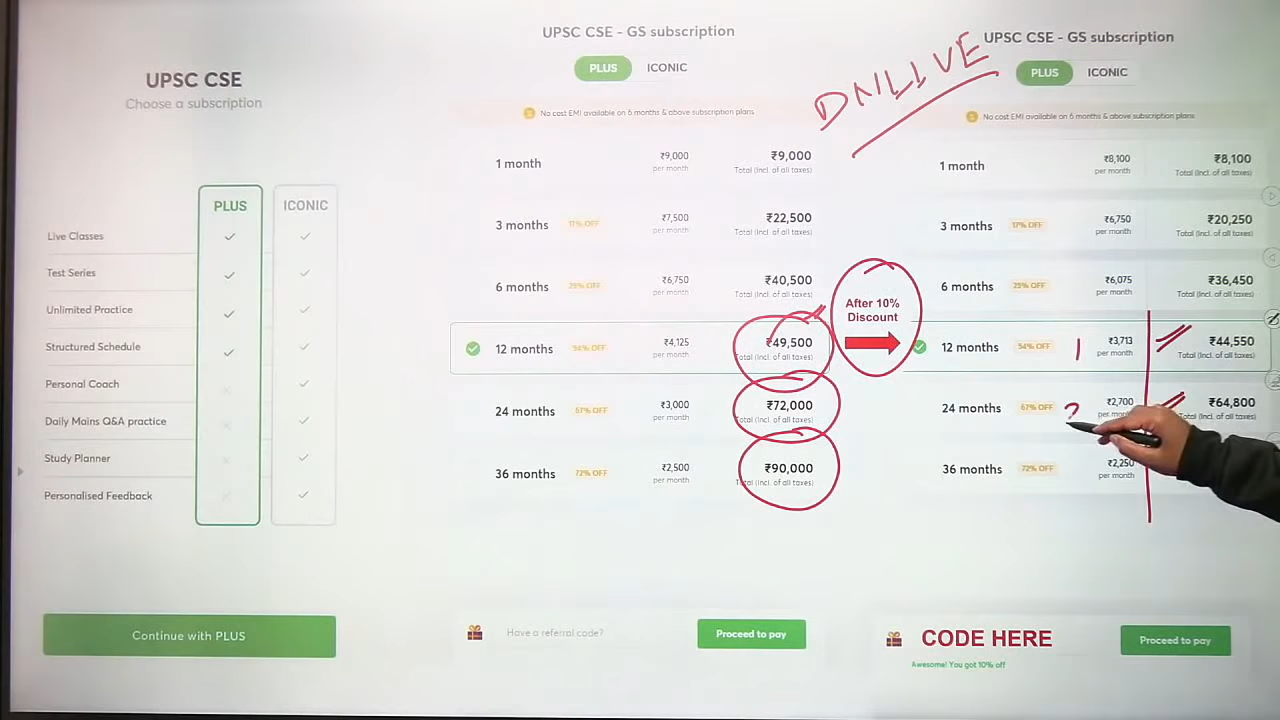 UPSC CSE
Choose a subscription
PLUS
ICONIC
Live Classes
Test Series
Unlimited Practice
Structured Schedule
Personal Coach
Daily Mains Q&A practice
Study Planner
Personalised Feedback
Continue with PLUS
UPSC CSE - GS subscription
PLUS
ICONIC
No cost EMI available on 6 months & above subscription plans
1 month
₹9,000
per month
₹9,000
Total (Incl. of all taxes)
3 months
17% OFF
₹7,500
per month
₹22,500
Total (Incl. of all taxes)
6 months
25% OFF
₹6,750
per month
₹40,500
Total (Incl. of all taxes)
12 months
54% OFF
₹4,125
per month
₹49,500
Total (Incl. of all taxes)
24 months
67% OFF
₹3,000
per month
₹72,000
Total (Incl. of all taxes)
36 months
72% OFF
₹2,500
per month
₹90,000
Total (Incl. of all taxes)
Have a referral code?
Proceed to pay
After 10%
Discount
DNLIVE
UPSC CSE - GS subscription
PLUS
ICONIC
No cost EMI available on 6 months & above subscription plans
1 month
₹8,100
per month
₹8,100
Total (Incl. of all taxes)
3 months
17% OFF
₹6,750
per month
₹20,250
Total (Incl. of all taxes)
6 months
25% OFF
₹6,075
per month
₹36,450
Total (Incl. of all taxes)
12 months
54% OFF
1
₹3,713
per month
₹44,550
Total (Incl. of all taxes)
24 months
67% OFF
₹2,700
per month
₹64,800
Total (Incl. of all taxes)
36 months
72% OFF
₹2,250
per month
CODE HERE
Awesome! You got 10% off
Proceed to pay